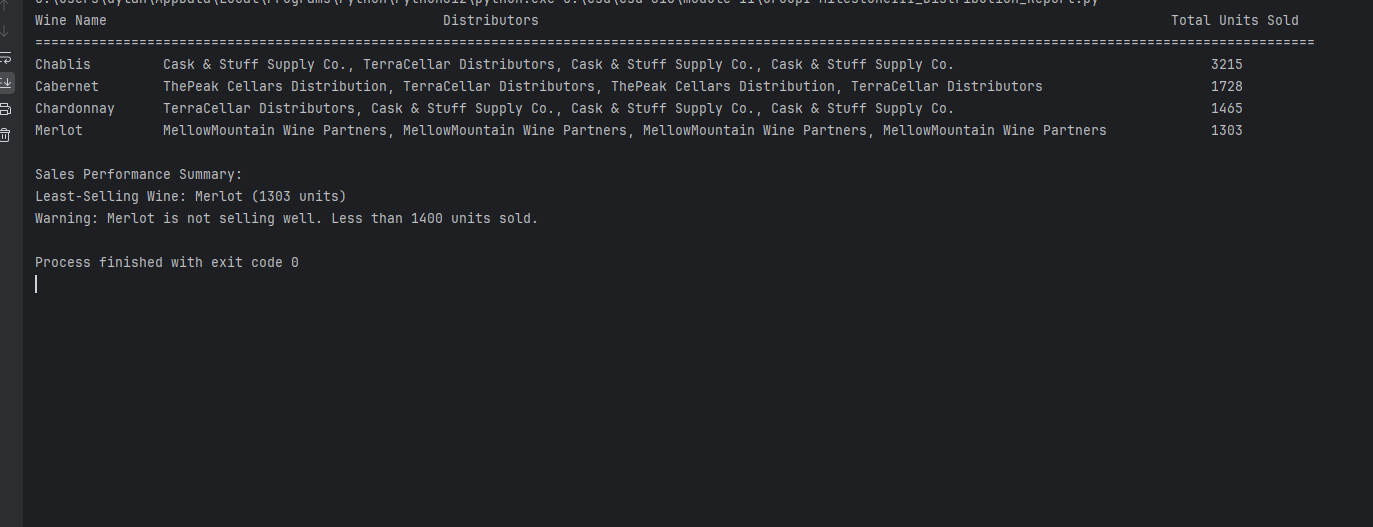 Wine Name Distributors Total Units Sold
================================================================================================================================================================
Chablis Cask & Stuff Supply Co., TerraCellar Distributors, Cask & Stuff Supply Co., Cask & Stuff Supply Co. 3215
Cabernet ThePeak Cellars Distribution, TerraCellar Distributors, ThePeak Cellars Distribution, TerraCellar Distributors 1728
Chardonnay TerraCellar Distributors, Cask & Stuff Supply Co., Cask & Stuff Supply Co., Cask & Stuff Supply Co. 1465
Merlot MellowMountain Wine Partners, MellowMountain Wine Partners, MellowMountain Wine Partners, MellowMountain Wine Partners 1303
Sales Performance Summary:
Least-Selling Wine: Merlot (1303 units)
Warning: Merlot is not selling well. Less than 1400 units sold.
Process finished with exit code 0